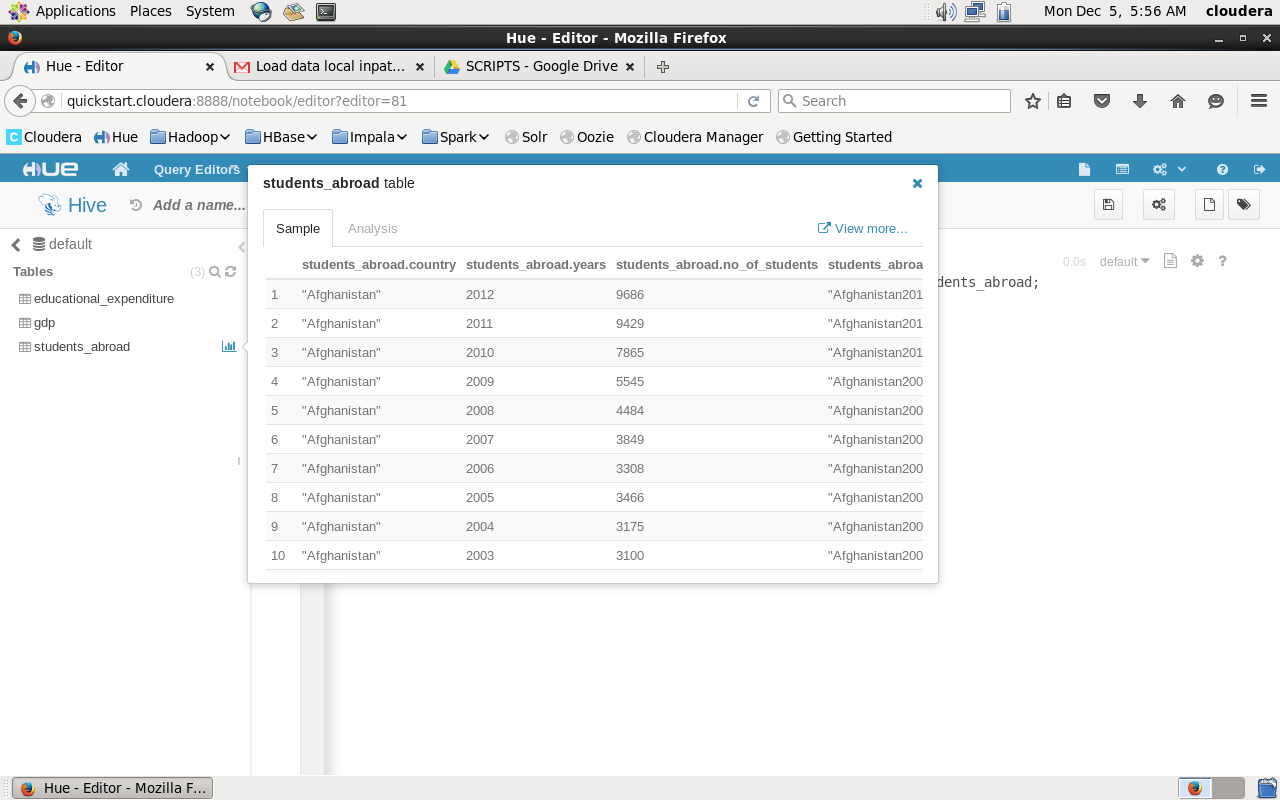 Applications Places System Mon Dec 5, 5:56 AM cloudera
Hue - Editor - Mozilla Firefox
Hue - Editor Load data local inpat... SCRIPTS - Google Drive
quickstart.cloudera:8888/notebook/editor?editor=81 Search
Cloudera Hue Hadoop HBase Impala Spark Solr Oozie Cloudera Manager Getting Started
HUE Query Editors
students_abroad table
Hive Add a name...
Sample Analysis View more...
default
Tables (3)
0.0s default ?
students_abroad.country students_abroad.years students_abroad.no_of_students students_abroa
dents_abroad;
1 "Afghanistan" 2012 9686 "Afghanistan201
educational_expenditure
2 "Afghanistan" 2011 9429 "Afghanistan201
gdp
3 "Afghanistan" 2010 7865 "Afghanistan201
students_abroad
4 "Afghanistan" 2009 5545 "Afghanistan200
5 "Afghanistan" 2008 4484 "Afghanistan200
6 "Afghanistan" 2007 3849 "Afghanistan200
7 "Afghanistan" 2006 3308 "Afghanistan200
8 "Afghanistan" 2005 3466 "Afghanistan200
9 "Afghanistan" 2004 3175 "Afghanistan200
10 "Afghanistan" 2003 3100 "Afghanistan200
Hue - Editor - Mozilla F...